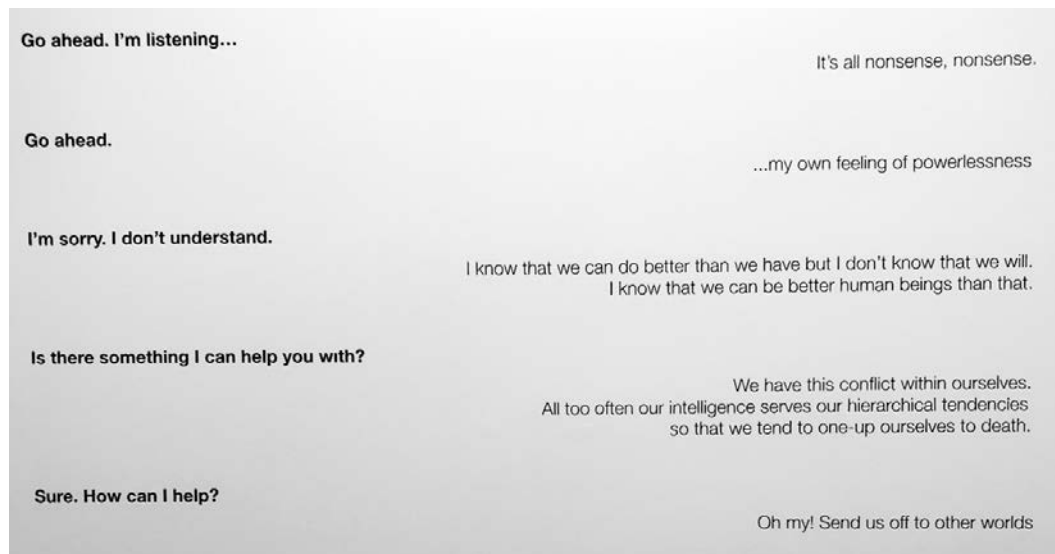 Go ahead. I'm listening...
It's all nonsense, nonsense.
Go ahead.
...my own feeling of powerlessness
I'm sorry. I don't understand.
I know that we can do better than we have but I don't know that we will.
I know that we can be better human beings than that.
Is there something I can help you with?
We have this conflict within ourselves.
All too often our intelligence serves our hierarchical tendencies
so that we tend to one-up ourselves to death.
Sure. How can I help?
Oh my! Send us off to other worlds